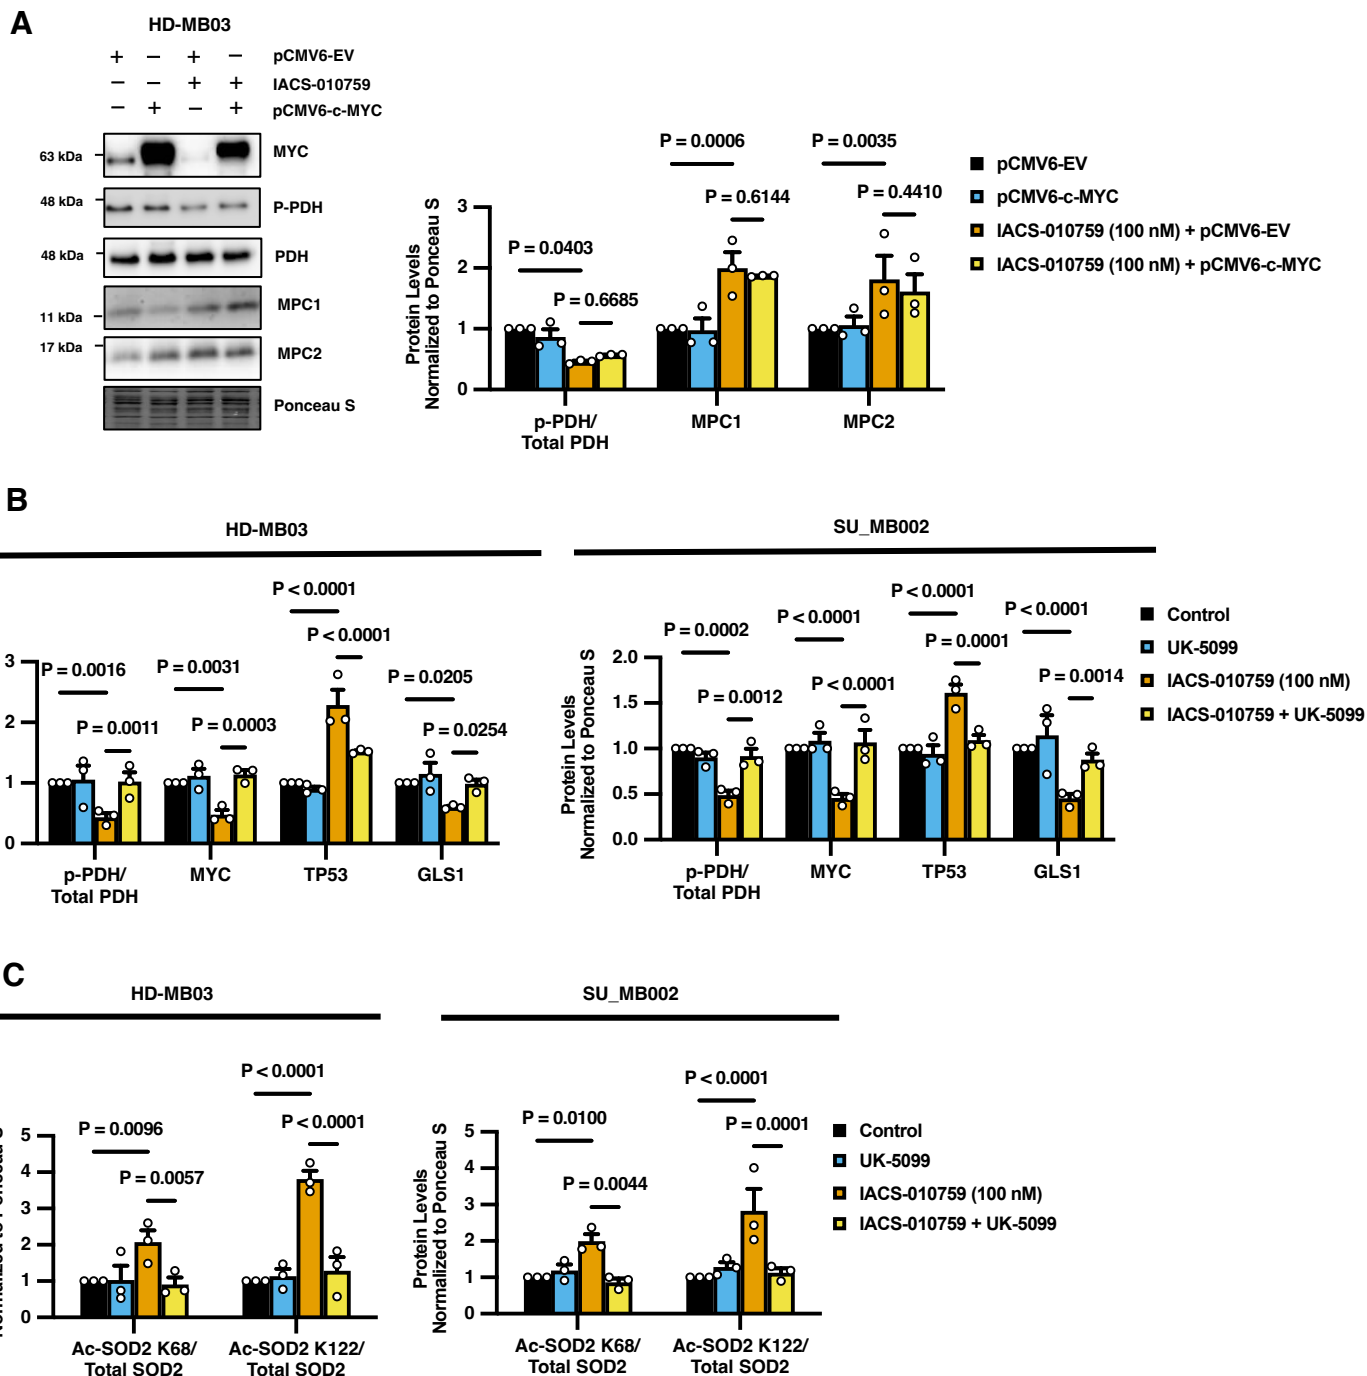 A
HD-MB03
+ − + − pCMV6-EV
− − + + IACS-010759
− + − + pCMV6-c-MYC
63 kDa
MYC
48 kDa
P-PDH
48 kDa
PDH
11 kDa
MPC1
17 kDa
MPC2
Ponceau S
Protein Levels
Normalized to Ponceau S
3
2
1
0
P = 0.0403
P = 0.6685
P = 0.0006
P = 0.6144
P = 0.0035
P = 0.4410
p-PDH/
Total PDH
MPC1
MPC2
pCMV6-EV
pCMV6-c-MYC
IACS-010759 (100 nM) + pCMV6-EV
IACS-010759 (100 nM) + pCMV6-c-MYC
B
HD-MB03
3
2
1
0
P = 0.0016
P = 0.0011
P = 0.0031
P = 0.0003
P < 0.0001
P < 0.0001
P = 0.0205
P = 0.0254
p-PDH/
Total PDH
MYC
TP53
GLS1
SU_MB002
Protein Levels
Normalized to Ponceau S
2.0
1.5
1.0
0.5
0.0
P = 0.0002
P = 0.0012
P < 0.0001
P < 0.0001
P < 0.0001
P = 0.0001
P < 0.0001
P = 0.0014
p-PDH/
Total PDH
MYC
TP53
GLS1
Control
UK-5099
IACS-010759 (100 nM)
IACS-010759 + UK-5099
C
HD-MB03
5
4
3
2
1
0
P = 0.0096
P = 0.0057
P < 0.0001
P < 0.0001
Ac-SOD2 K68/
Total SOD2
Ac-SOD2 K122/
Total SOD2
SU_MB002
Protein Levels
Normalized to Ponceau S
5
4
3
2
1
0
P = 0.0100
P = 0.0044
P < 0.0001
P = 0.0001
Ac-SOD2 K68/
Total SOD2
Ac-SOD2 K122/
Total SOD2
Control
UK-5099
IACS-010759 (100 nM)
IACS-010759 + UK-5099